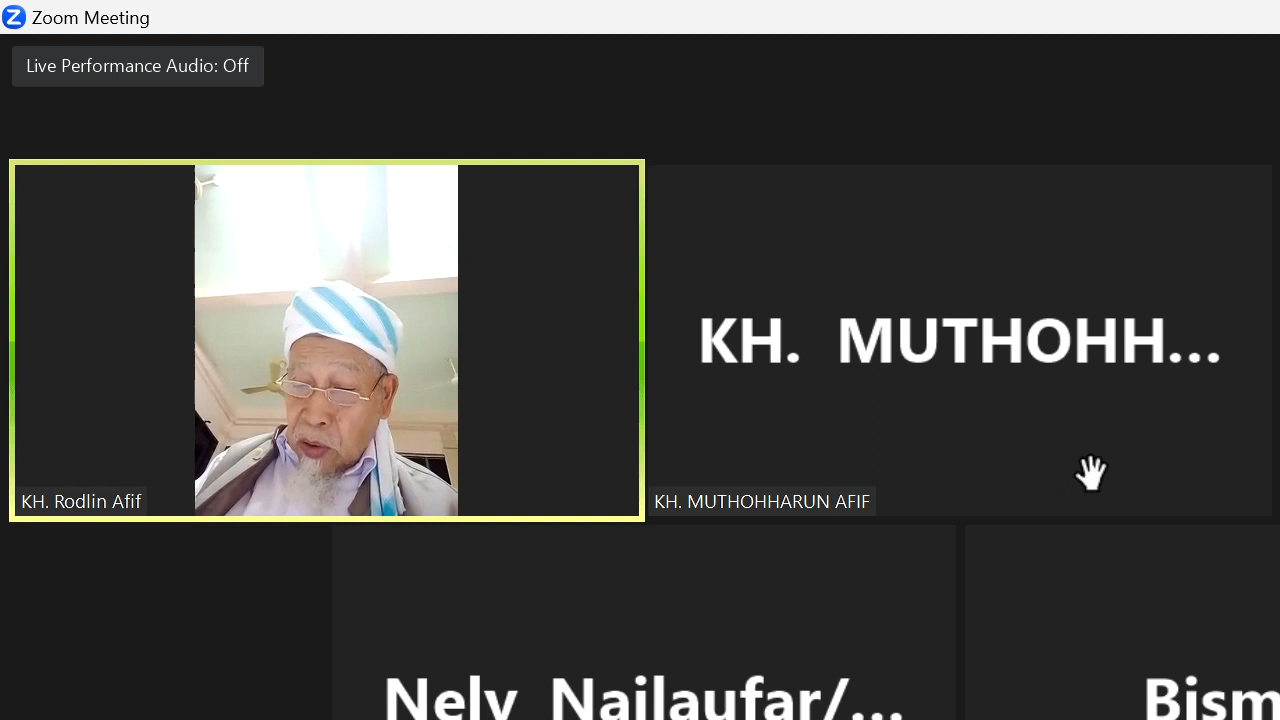 Zoom Meeting
Live Performance Audio: Off
KH. MUTHOHH...
KH. Rodlin Afif
KH. MUTHOHHARUN AFIF
Nely Nailaufar/...
Bism